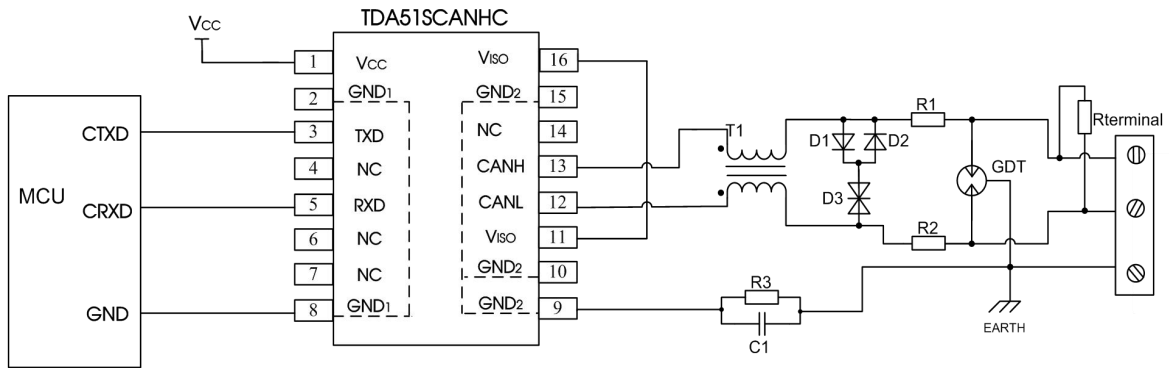 TDA51SCANHC
VCC
1 VCC VISO 16
2 GND1 GND2 15
CTXD 3 TXD NC 14
4 NC CANH 13
MCU
CRXD 5 RXD CANL 12
6 NC VISO 11
7 NC GND2 10
GND 8 GND1 GND2 9
T1
D1 D2
D3
R1
R2
GDT
Rterminal
R3
C1
EARTH